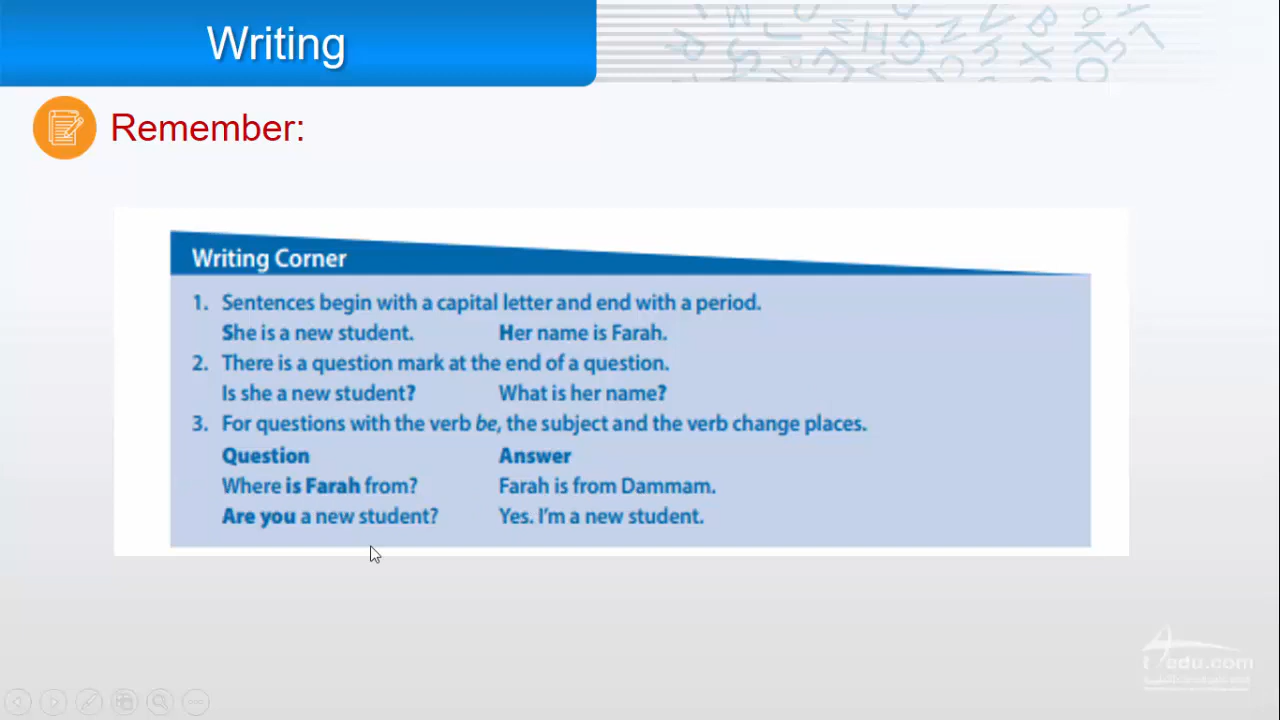 Writing
Remember:
Writing Corner
1. Sentences begin with a capital letter and end with a period.
She is a new student. Her name is Farah.
2. There is a question mark at the end of a question.
Is she a new student? What is her name?
3. For questions with the verb be, the subject and the verb change places.
Question Answer
Where is Farah from? Farah is from Dammam.
Are you a new student? Yes. I'm a new student.
edu.com